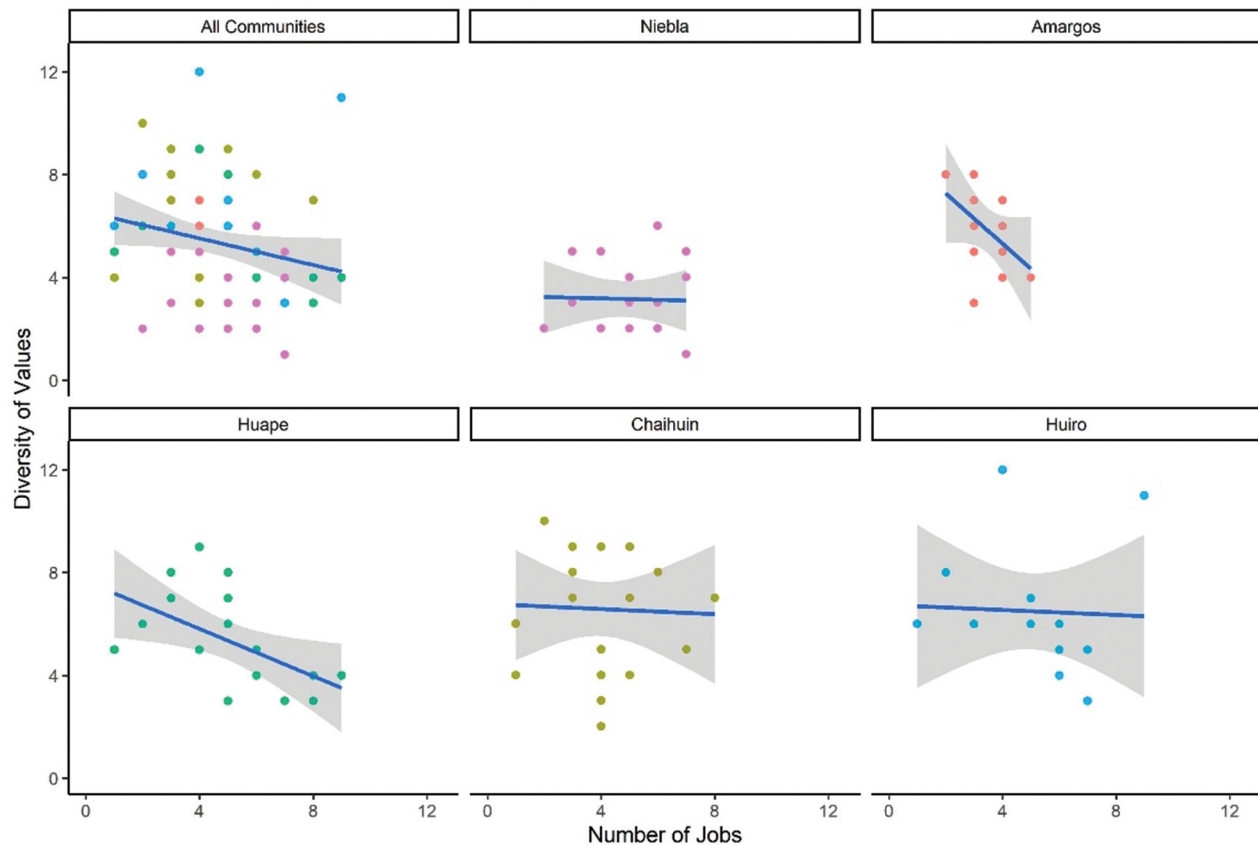 All Communities
Niebla
Amargos
12
8
4
0
Diversity of Values
Huape
Chaihuin
Huiro
12
8
4
0
0 4 8 12
0 4 8 12
0 4 8 12
Number of Jobs